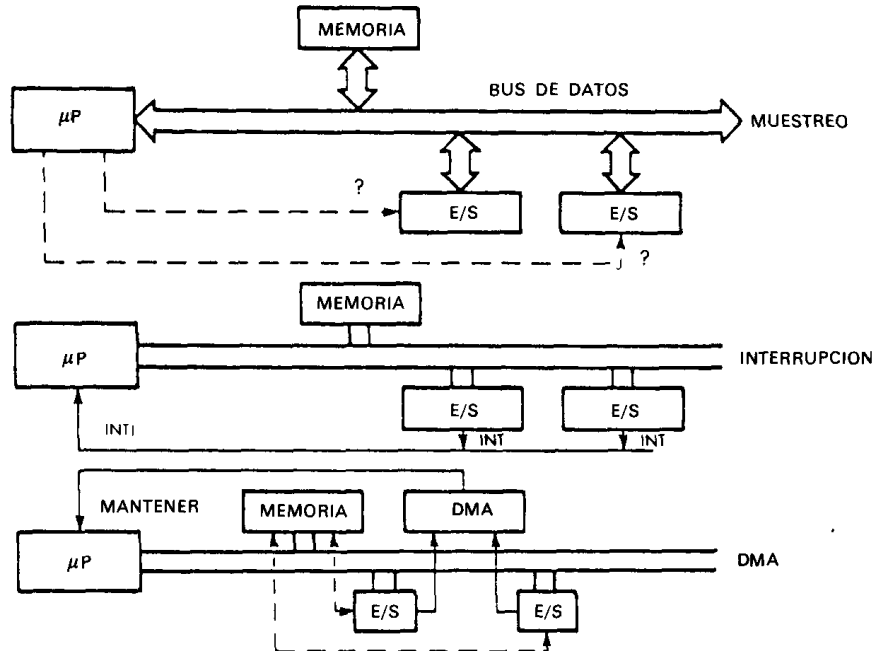 MEMORIA
BUS DE DATOS
μP
MUESTREO
?
E/S
E/S
?
MEMORIA
μP
INTERRUPCION
E/S
E/S
INTI
INT
INT
MANTENER
MEMORIA
DMA
μP
DMA
E/S
E/S